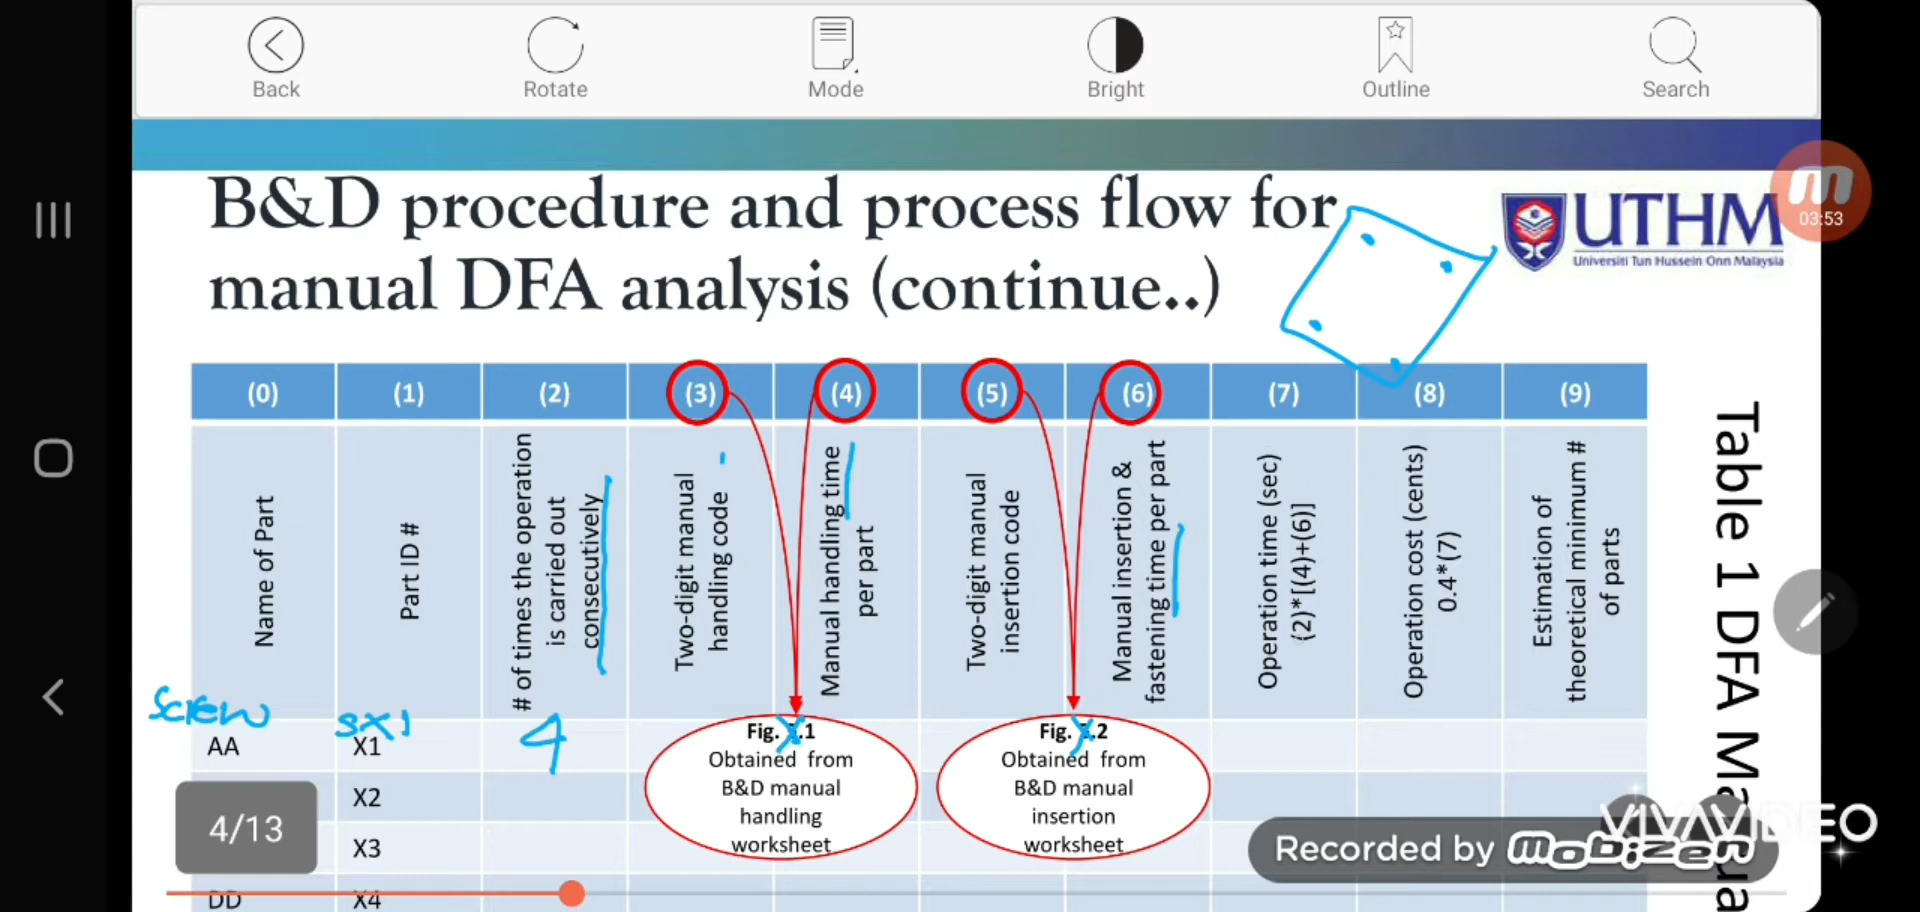 Back
Rotate
Mode
Bright
Outline
Search
B&D procedure and process flow for
manual DFA analysis (continue..)
UTHM
Universiti Tun Hussein Onn Malaysia
03:53
(0)
(1)
(2)
(3)
(4)
(5)
(6)
(7)
(8)
(9)
Name of Part
Part ID #
# of times the operation
is carried out
consecutively
Two-digit manual
handling code
Manual handling time
per part
Two-digit manual
insertion code
Manual insertion &
fastening time per part
Operation time (sec)
(2)*[(4)+(6)]
Operation cost (cents)
0.4*(7)
Estimation of
theoretical minimum #
of parts
Table 1 DFA
screw
sx1
4
AA
X1
X2
X3
DD
X4
Fig. .1
Obtained from
B&D manual
handling
worksheet
Fig. .2
Obtained from
B&D manual
insertion
worksheet
4/13
VIVAVIDEO
Recorded by Mobizen